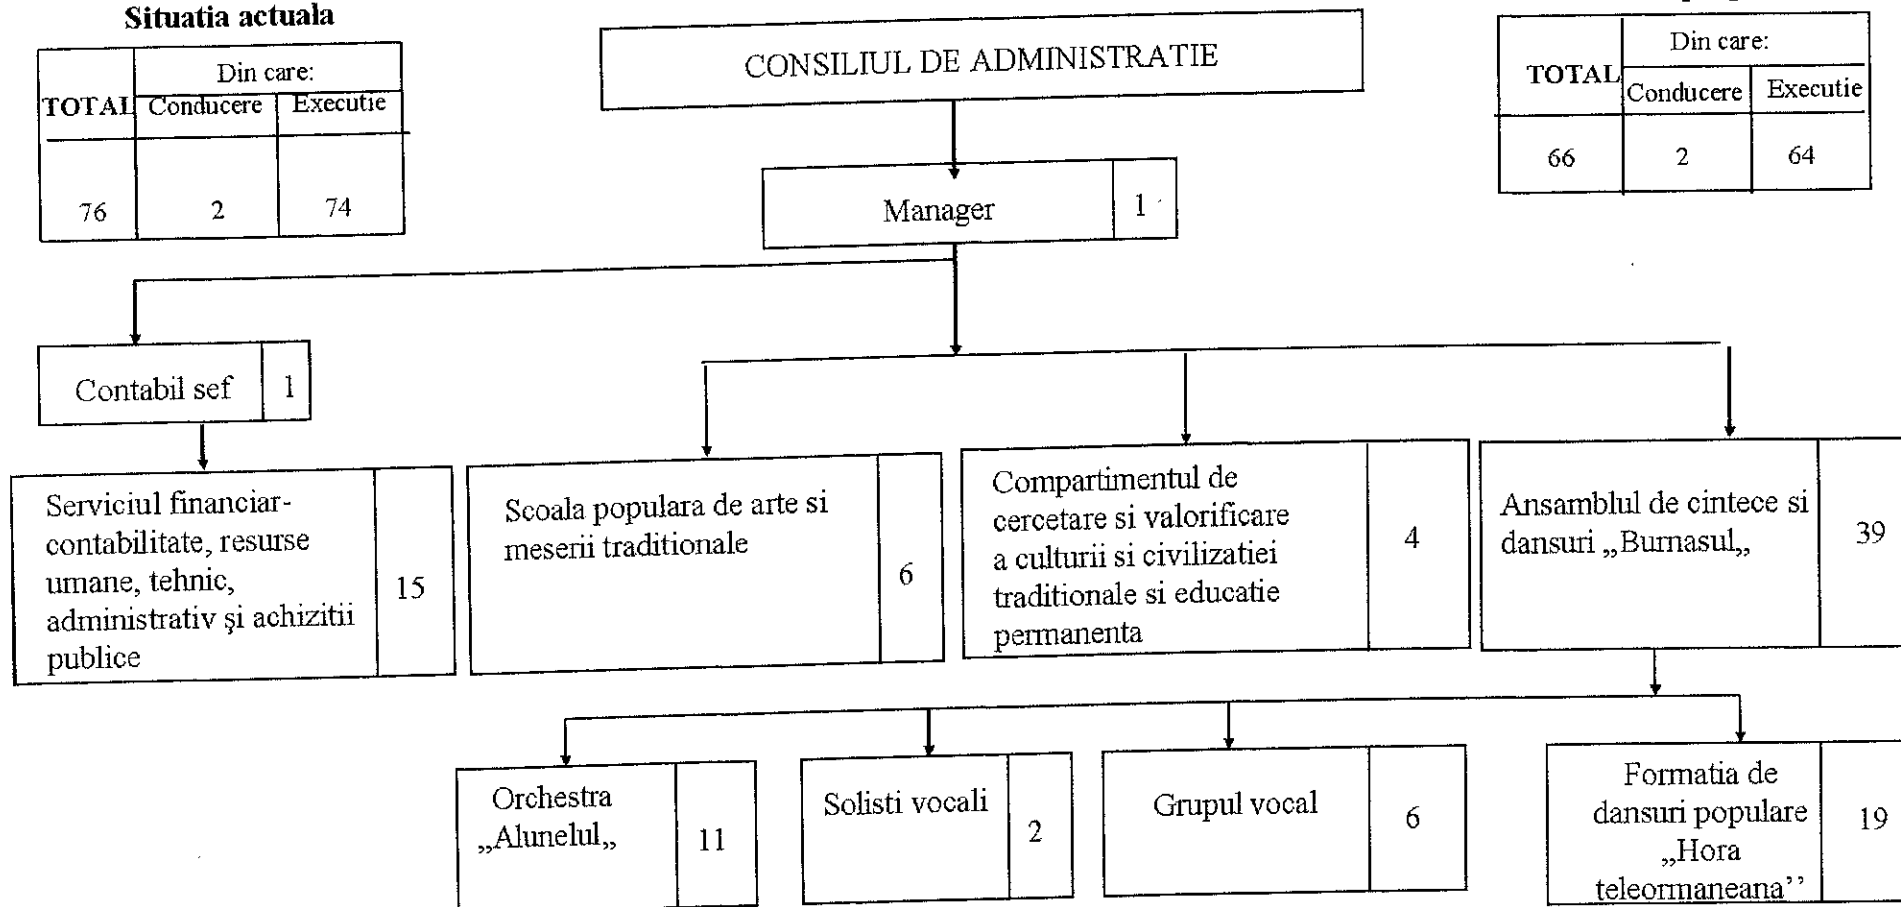 Situatia actuala
TOTAL
Din care:
Conducere
Executie
76
2
74
CONSILIUL DE ADMINISTRATIE
TOTAL
Din care:
Conducere
Executie
66
2
64
Manager
1
Contabil sef
1
Serviciul financiar-
contabilitate, resurse
umane, tehnic,
administrativ şi achizitii
publice
15
Scoala populara de arte si
meserii traditionale
6
Compartimentul de
cercetare si valorificare
a culturii si civilizatiei
traditionale si educatie
permanenta
4
Ansamblul de cintece si
dansuri „Burnasul„
39
Orchestra
„Alunelul„
11
Solisti vocali
2
Grupul vocal
6
Formatia de
dansuri populare
„Hora
teleormaneana’’
19